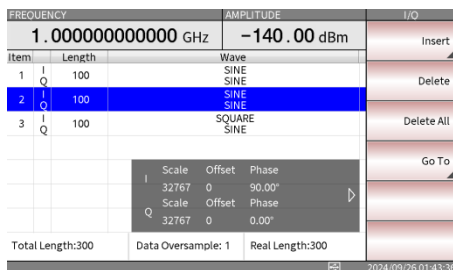 FREQUENCY AMPLITUDE I/Q
1.000000000000 GHz -140.00 dBm Insert
Item Length Wave
1 I Q 100 SINE SINE Delete
2 I Q 100 SINE SINE
3 I Q 100 SQUARE SINE Delete All
Go To
I Scale Offset Phase
32767 0 90.00°
Q Scale Offset Phase
32767 0 0.00°
Total Length:300 Data Oversample: 1 Real Length:300
2024/09/26 01:43:36